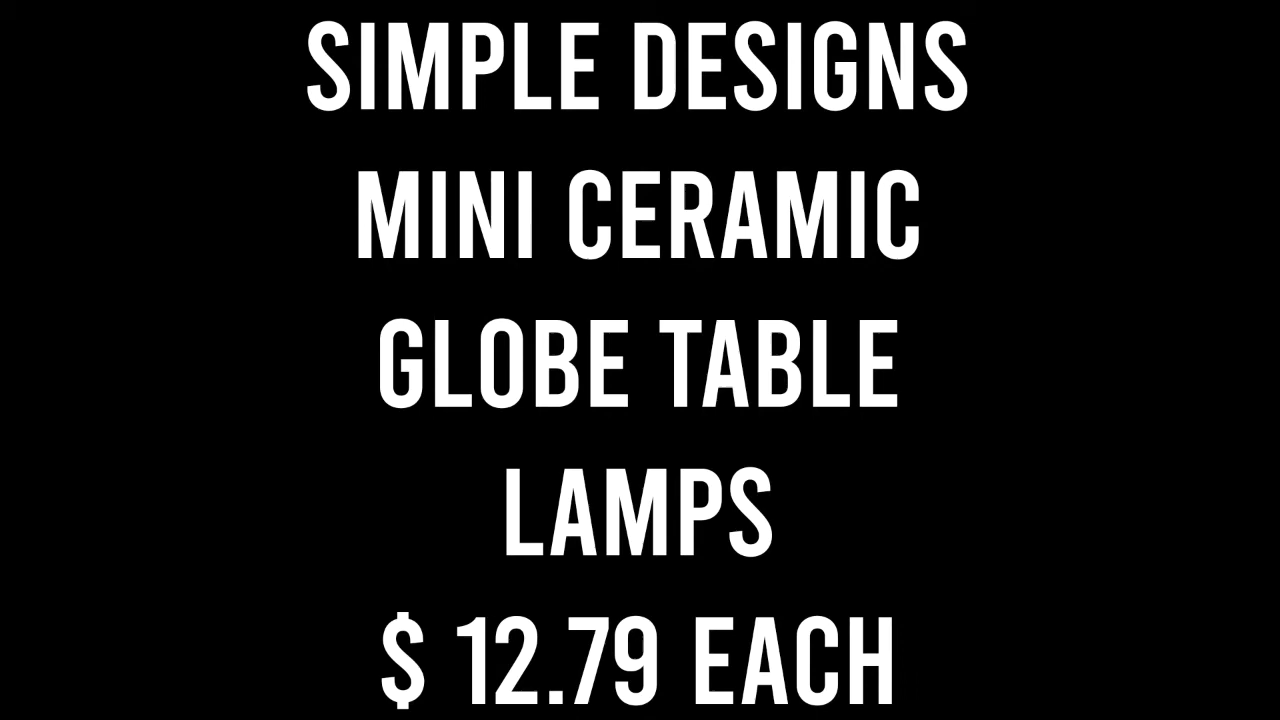 SIMPLE DESIGNS
MINI CERAMIC
GLOBE TABLE
LAMPS
$ 12.79 EACH